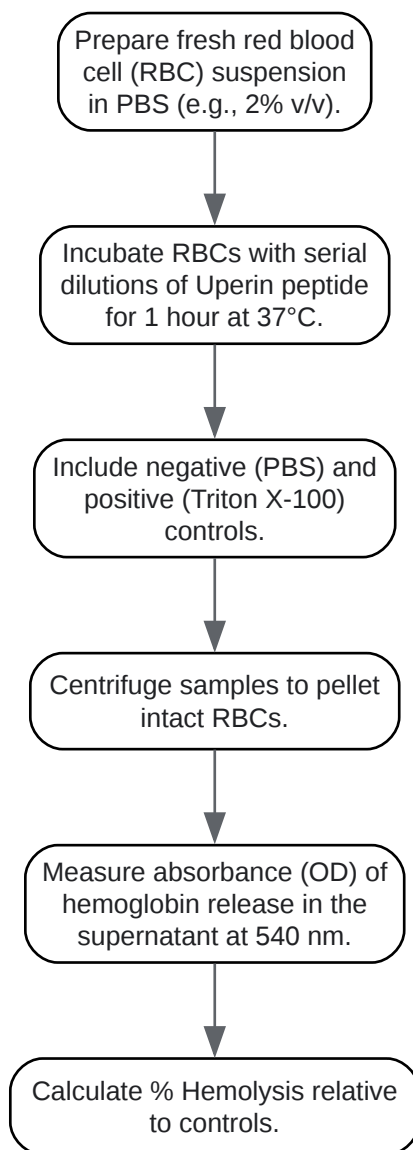 Prepare fresh red blood
cell (RBC) suspension
in PBS (e.g., 2% v/v).
Incubate RBCs with serial
dilutions of Uperin peptide
for 1 hour at 37°C.
Include negative (PBS) and
positive (Triton X-100)
controls.
Centrifuge samples to pellet
intact RBCs.
Measure absorbance (OD) of
hemoglobin release in the
supernatant at 540 nm.
Calculate % Hemolysis relative
to controls.